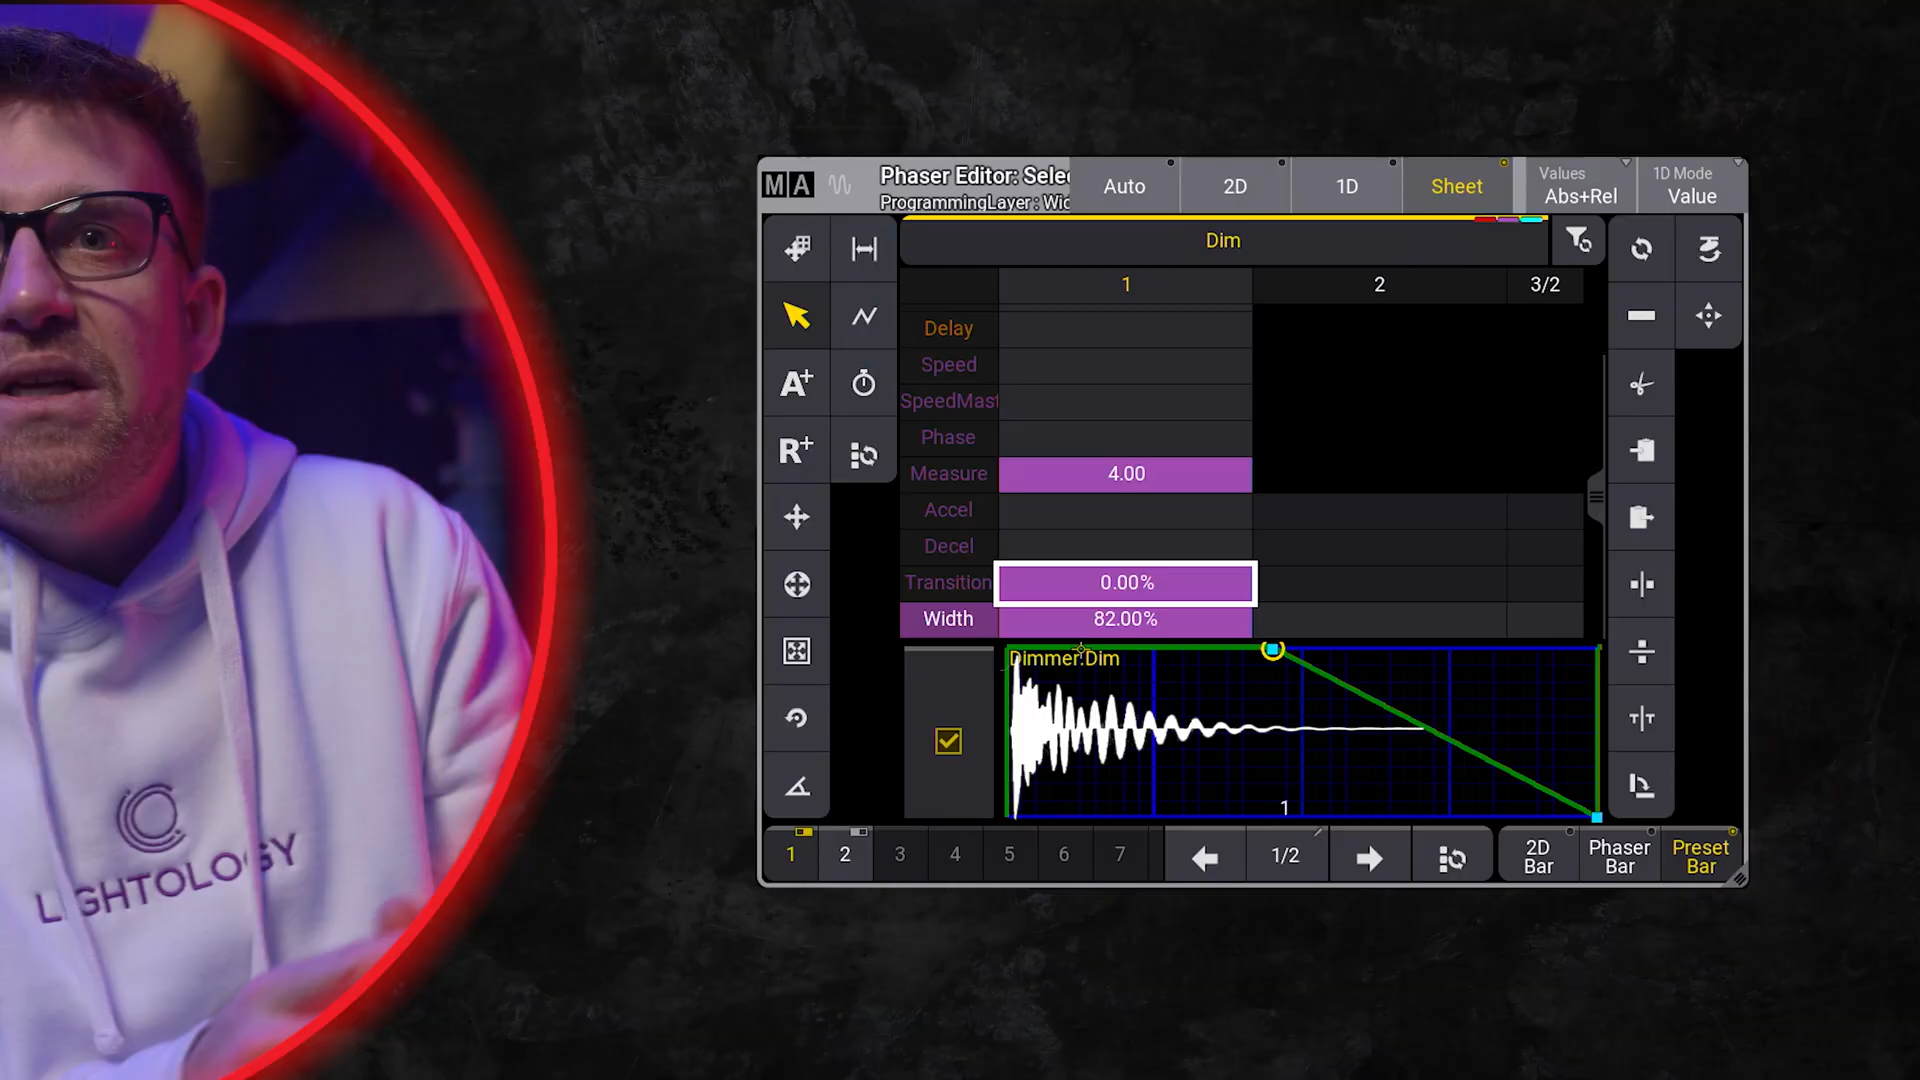 MA
Phaser Editor: Sele
ProgrammingLayer : Wid
Auto
2D
1D
Sheet
Values
Abs+Rel
1D Mode
Value
Dim
1
2
3/2
Delay
Speed
SpeedMast
Phase
Measure
4.00
Accel
Decel
Transition
0.00%
Width
82.00%
Dimmer.Dim
1
A+
R+
1
2
3
4
5
6
7
1/2
2D
Bar
Phaser
Bar
Preset
Bar
LIGHTOLOGY